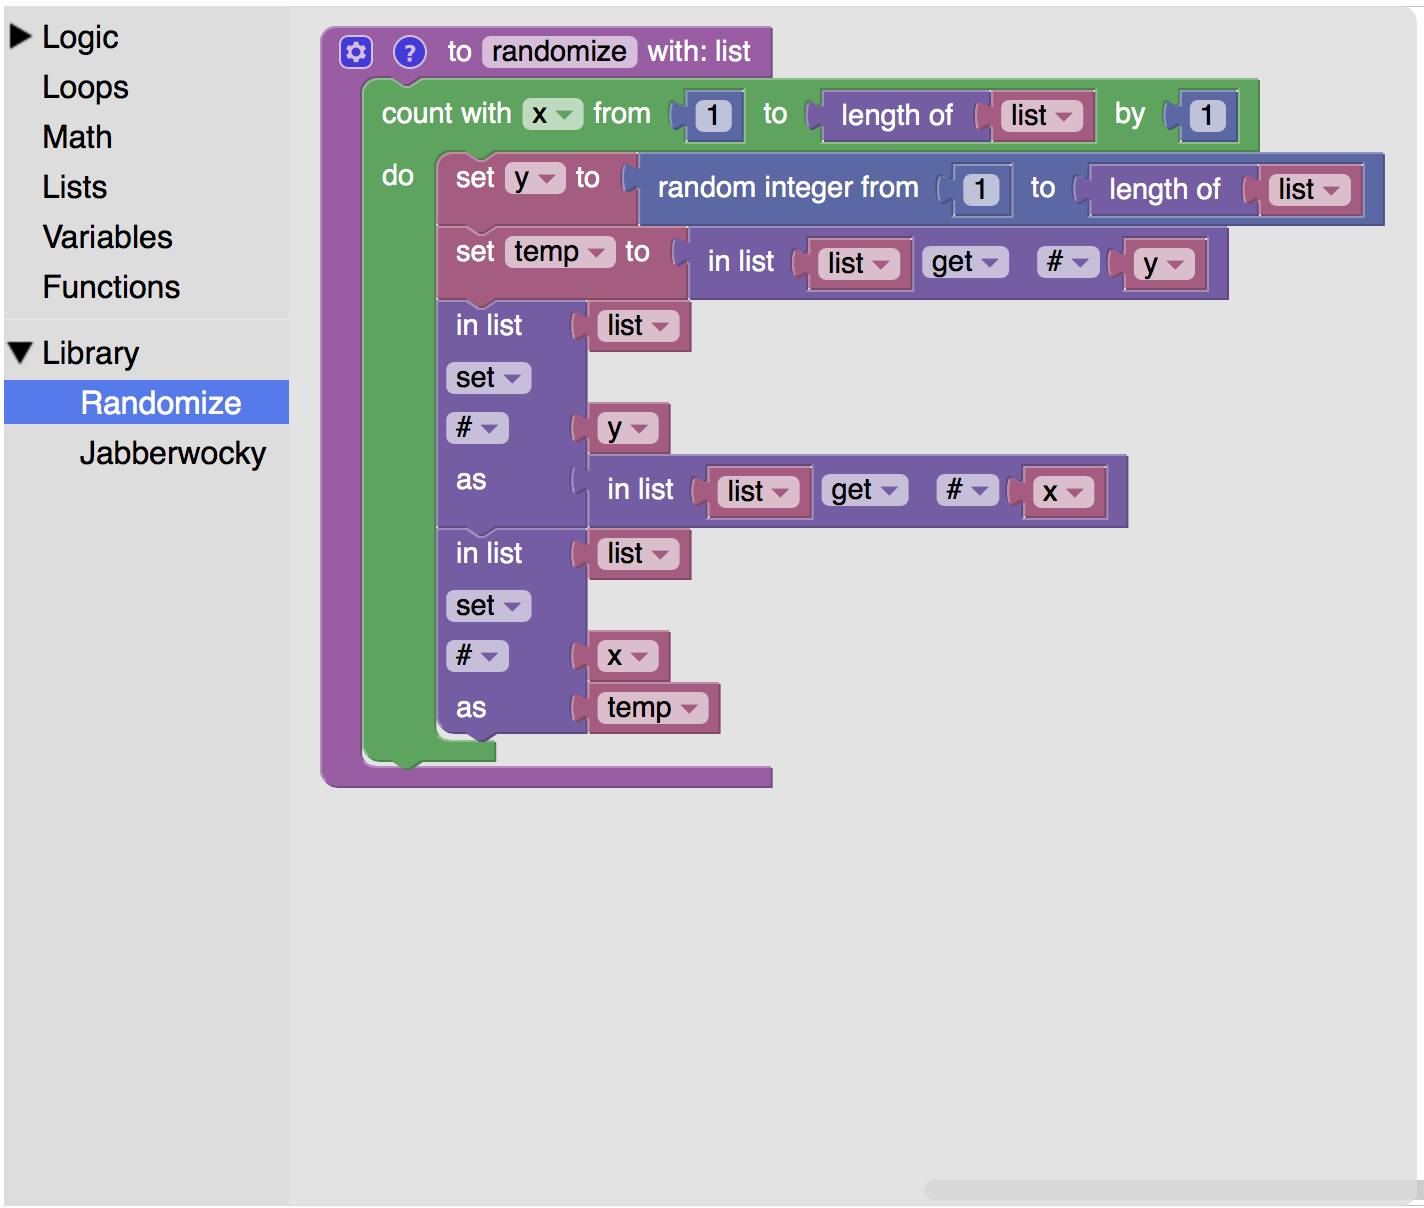 Logic
Loops
Math
Lists
Variables
Functions
Library
Randomize
Jabberwocky
? to randomize with: list
count with x from 1 to length of list by 1
do set y to random integer from 1 to length of list
set temp to in list list get # y
in list list
set
# y
as in list list get # x
in list list
set
# x
as temp